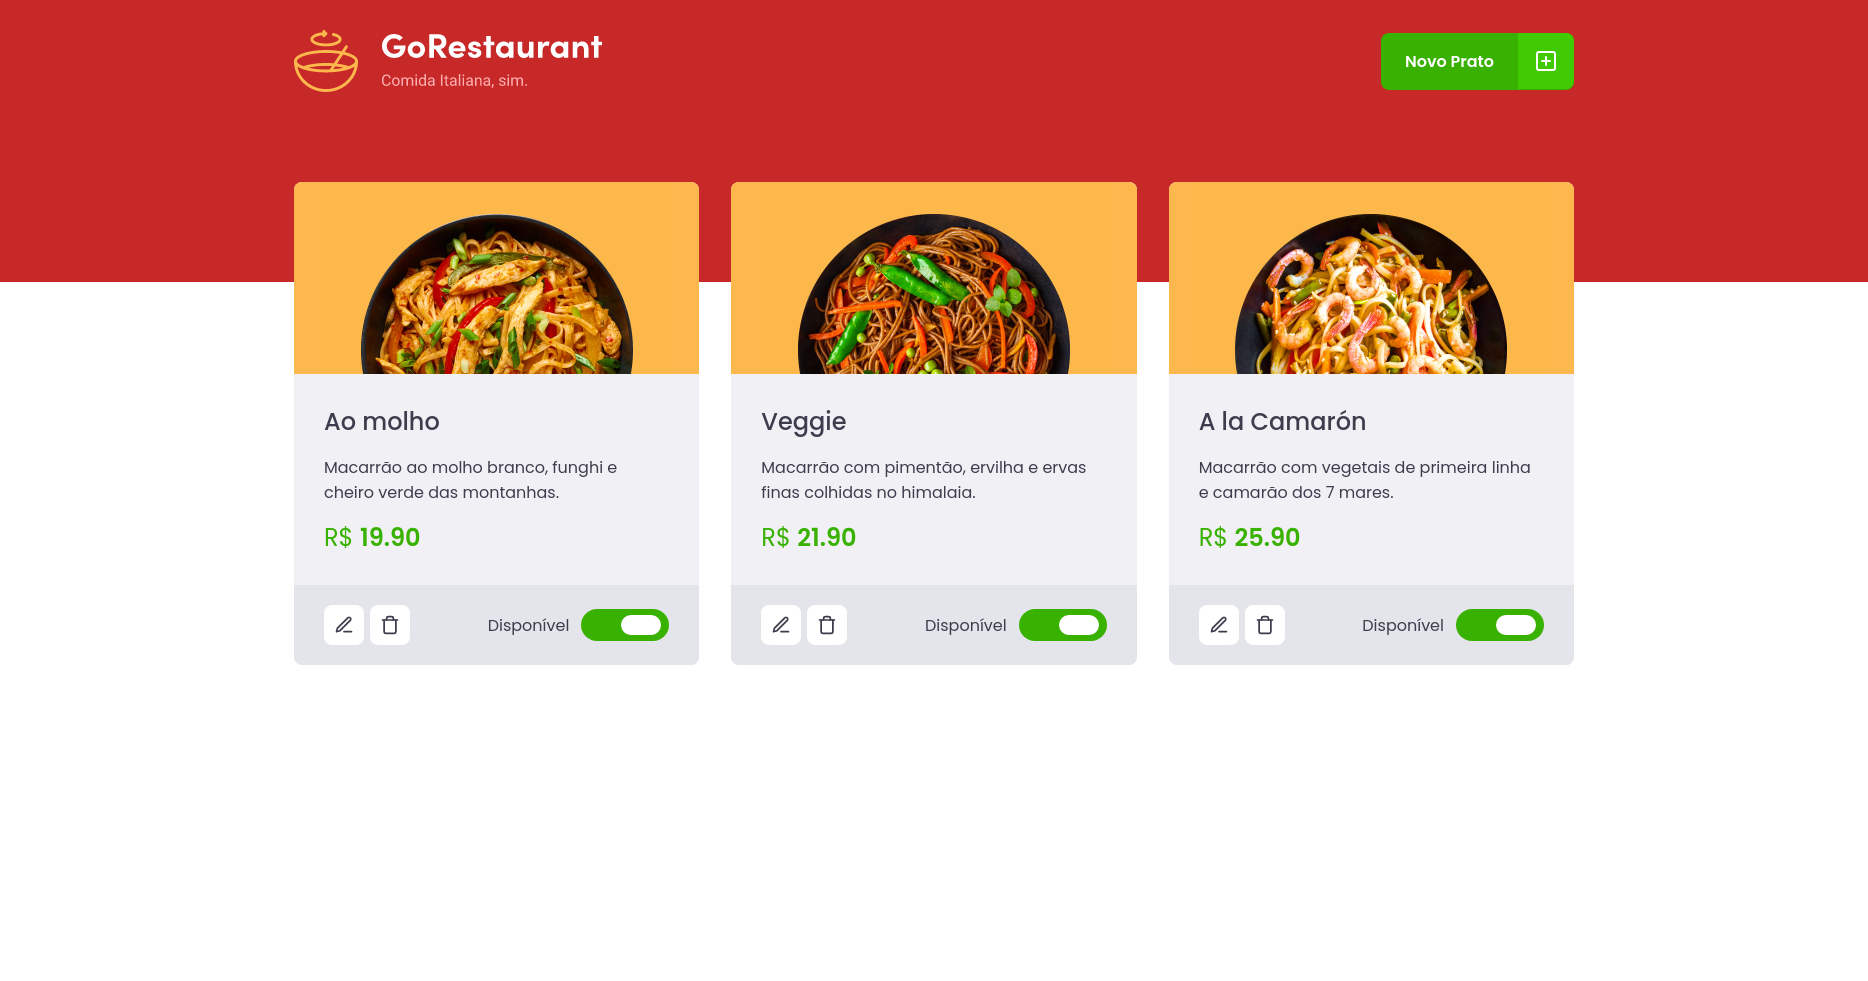 GoRestaurant
Comida Italiana, sim.
Novo Prato
Ao molho
Macarrão ao molho branco, funghi e
cheiro verde das montanhas.
R$ 19.90
Disponível
Veggie
Macarrão com pimentão, ervilha e ervas
finas colhidas no himalaia.
R$ 21.90
Disponível
A la Camarón
Macarrão com vegetais de primeira linha
e camarão dos 7 mares.
R$ 25.90
Disponível